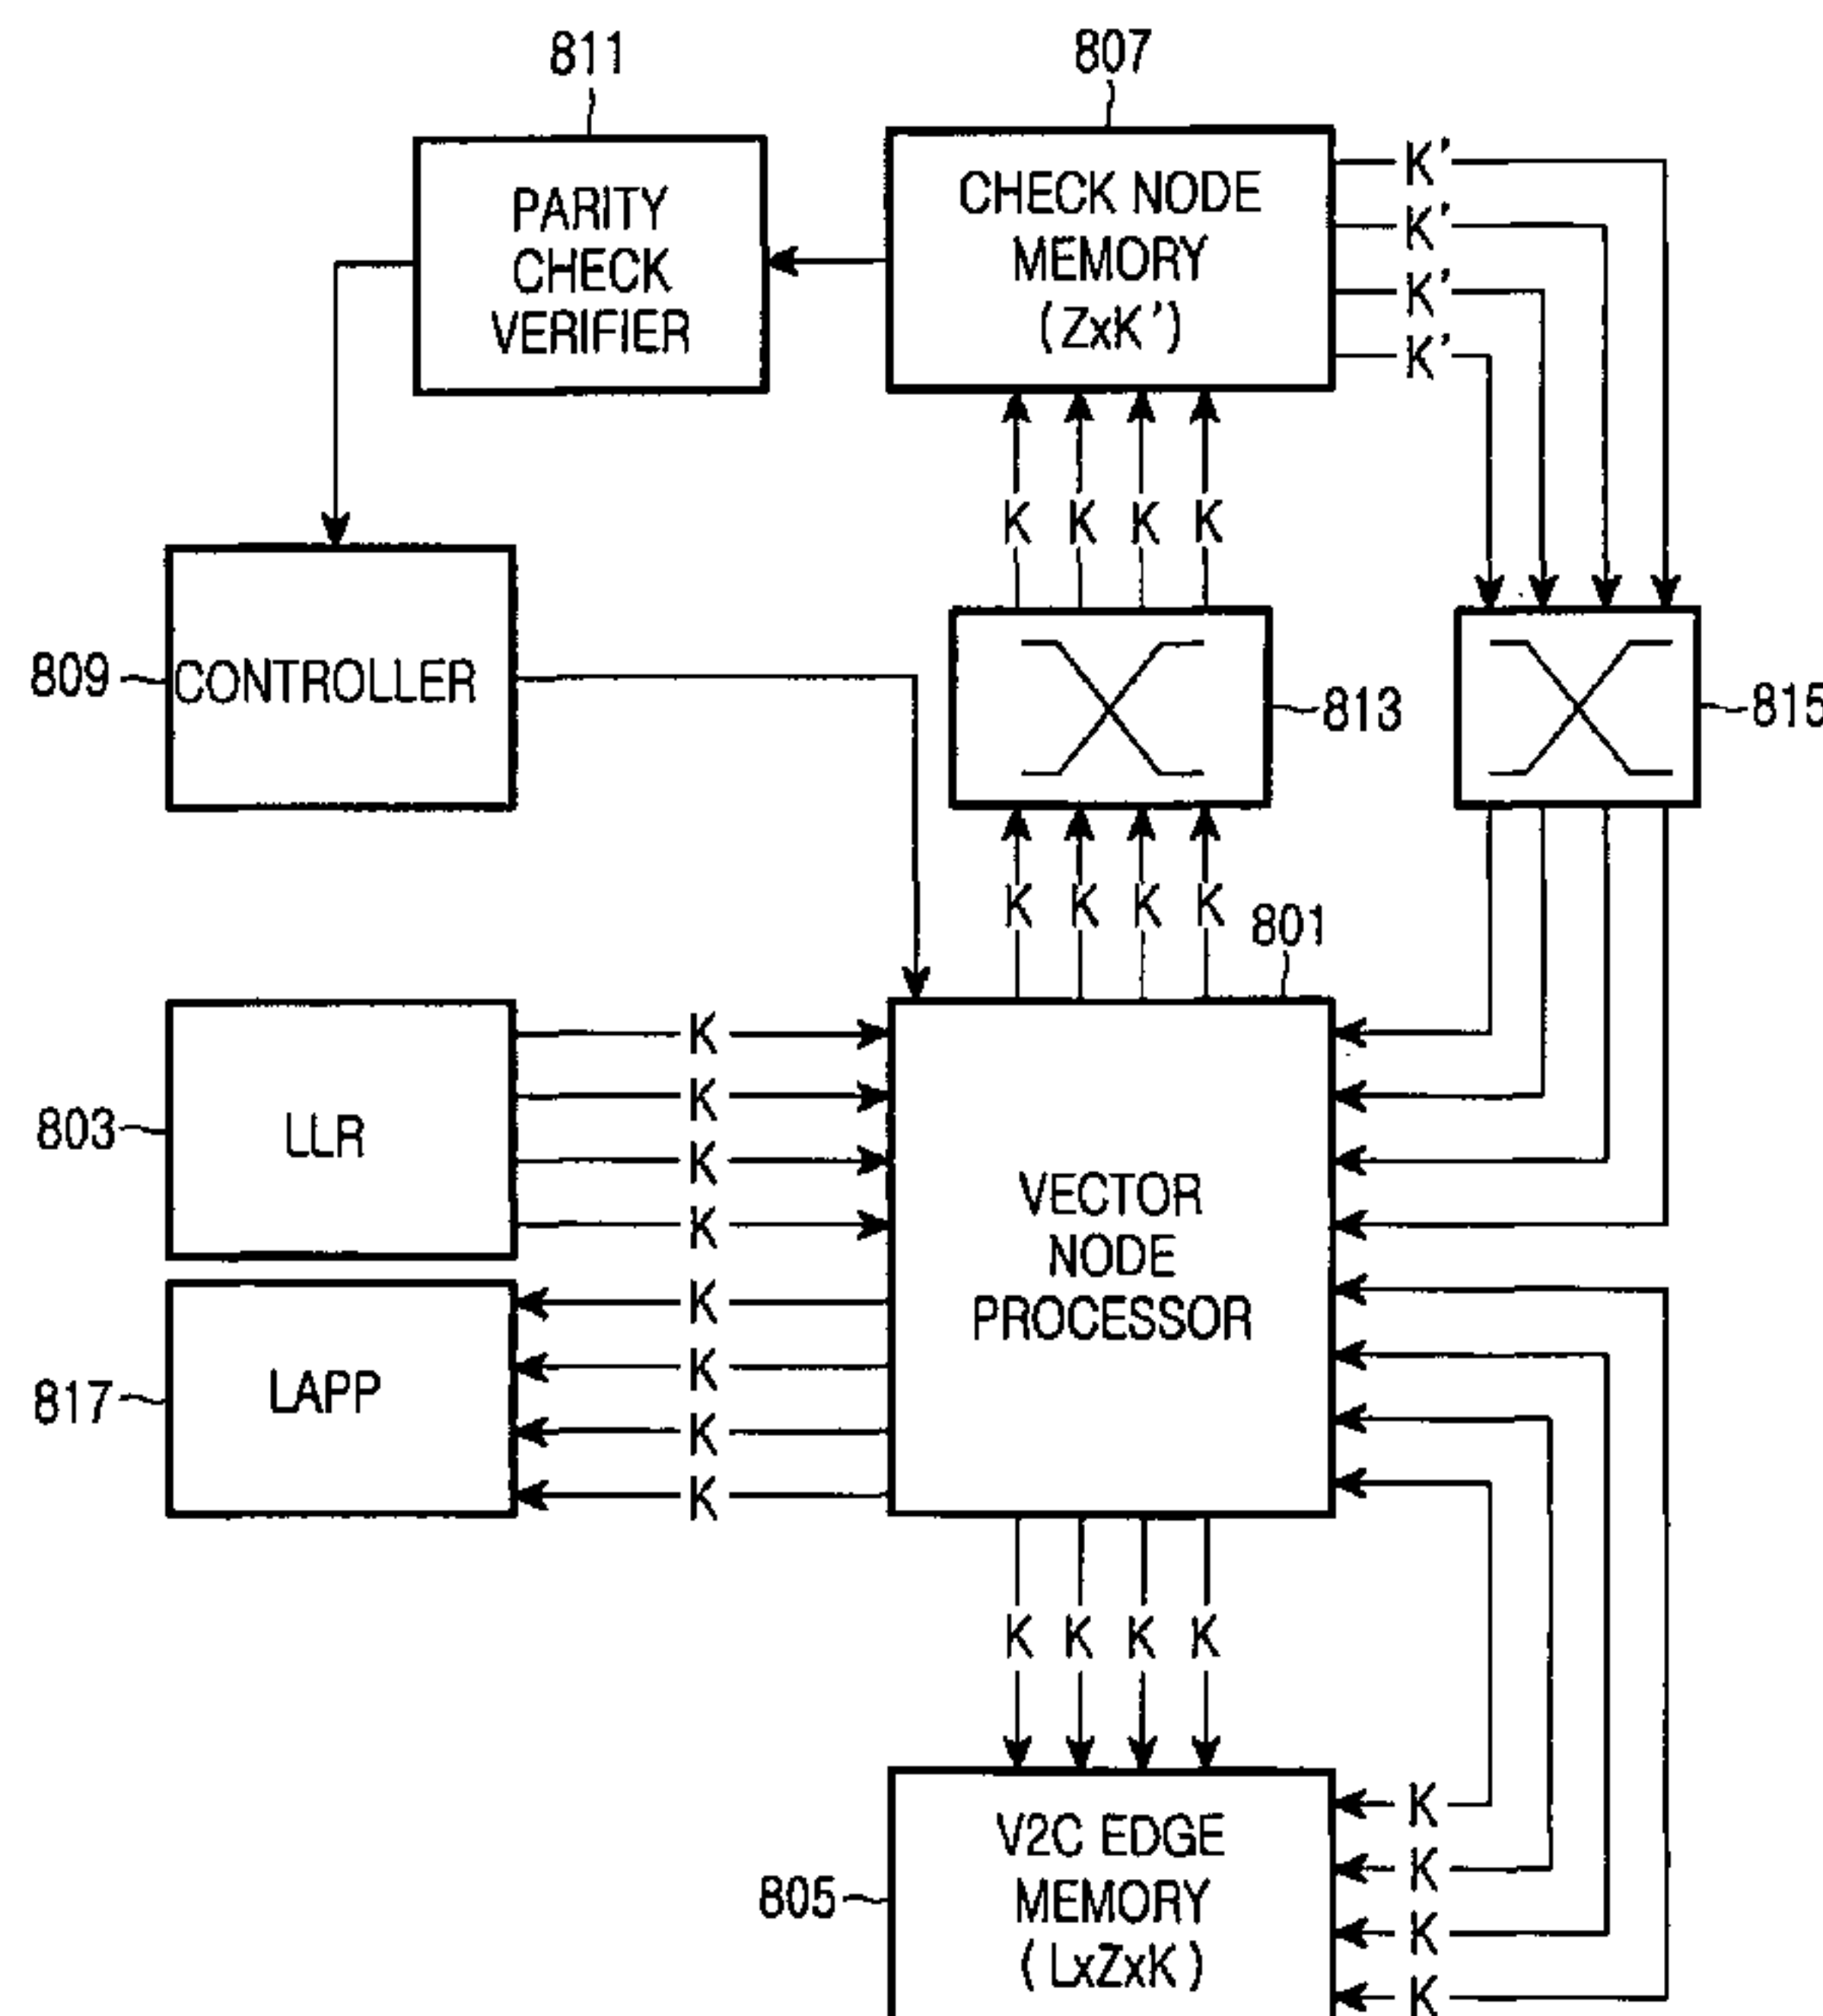 811
807
PARITY
CHECK
VERIFIER
CHECK NODE
MEMORY
(ZxK')
K'
K'
K'
K'
K K K K
809
CONTROLLER
813
815
K K K K
801
803
LLR
K
K
K
K
VECTOR
NODE
PROCESSOR
817
LAPP
K
K
K
K
K K K K
805
V2C EDGE
MEMORY
(LxZxK)
K
K
K
K